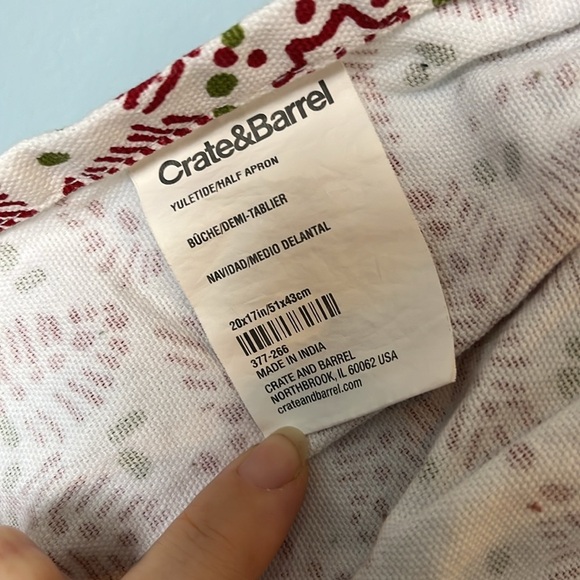 Crate&Barrel
YULETIDE/HALF APRON
BÛCHE/DEMI-TABLIER
NAVIDAD/MEDIO DELANTAL
20x17in/51x43cm
377-266
MADE IN INDIA
CRATE AND BARREL
NORTHBROOK, IL 60062 USA
crateandbarrel.com